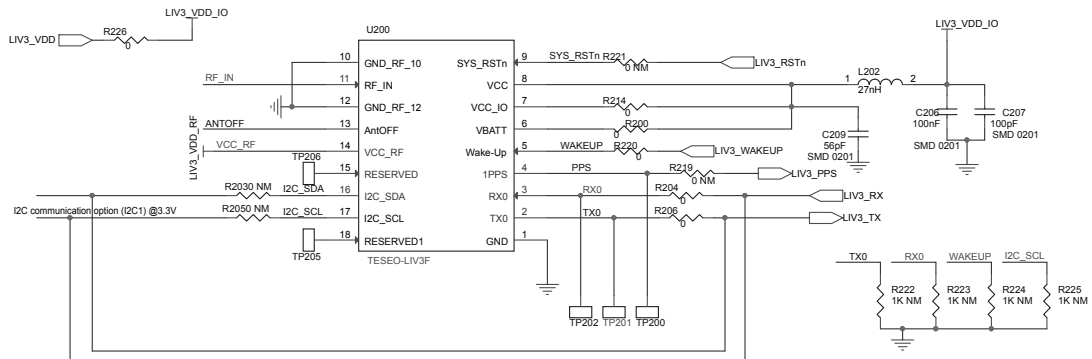 LIV3_VDD_IO
R226
LIV3_VDD
0
U200
LIV3_VDD_IO
10
GND_RF_10
SYS_RSTn
9
SYS_RSTn
R221
0 NM
LIV3_RSTn
RF_IN
11
RF_IN
VCC
8
1
L202
2
27nH
12
GND_RF_12
VCC_IO
7
R214
0
C206
100nF
SMD 0201
C207
100pF
SMD 0201
LIV3_VDD_RF
ANTOFF
13
AntOFF
VBATT
6
R200
0
C209
56pF
SMD 0201
VCC_RF
14
VCC_RF
Wake-Up
5
WAKEUP
R220
0
LIV3_WAKEUP
TP206
15
RESERVED
1PPS
4
PPS
R219
0 NM
LIV3_PPS
R2030 NM
I2C_SDA
16
I2C_SDA
RX0
3
RX0
R204
0
LIV3_RX
I2C communication option (I2C1) @3.3V
R2050 NM
I2C_SCL
17
I2C_SCL
TX0
2
TX0
R206
0
LIV3_TX
18
RESERVED1
GND
1
TP205
TESEO-LIV3F
TX0
RX0
WAKEUP
I2C_SCL
R222
1K NM
R223
1K NM
R224
1K NM
R225
1K NM
TP202
TP201
TP200